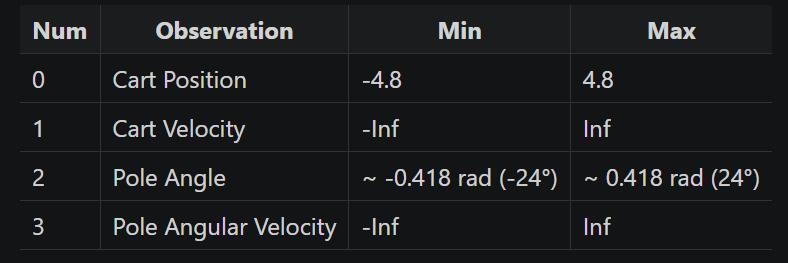 Num Observation Min Max
0 Cart Position -4.8 4.8
1 Cart Velocity -Inf Inf
2 Pole Angle ~ -0.418 rad (-24°) ~ 0.418 rad (24°)
3 Pole Angular Velocity -Inf Inf